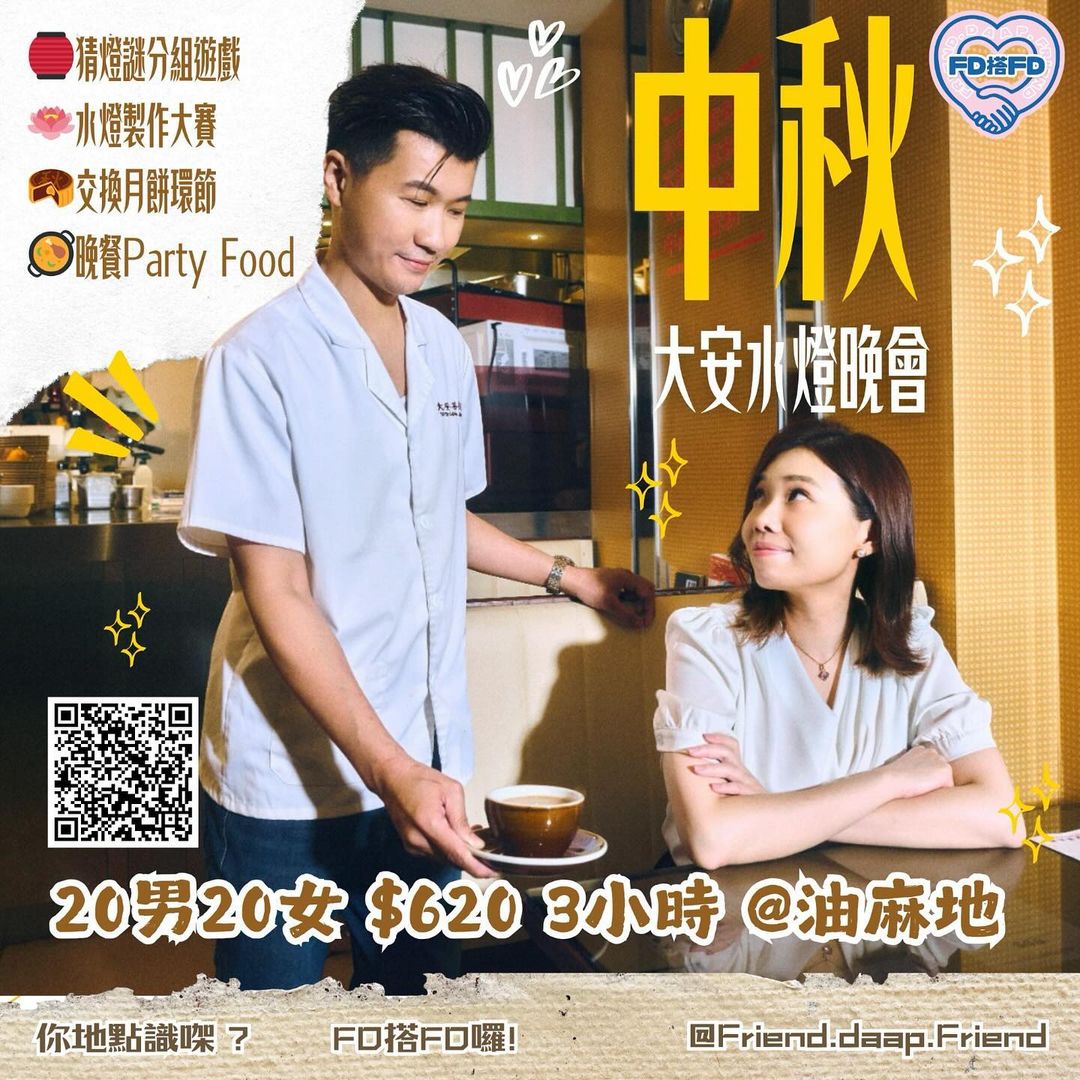 猜燈謎分組遊戲
水燈製作大賽
交換月餅環節
晚餐Party Food
中秋
大安水燈晚會
FD搭FD
20男20女 $620 3小時 @油麻地
你地點識㗎?
FD搭FD囉!
@Friend.daap.Friend